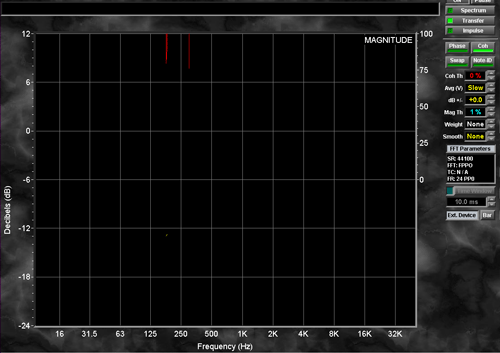 Pause
Spectrum
Transfer
Impulse
Phase Coh
Swap Note-ID
Coh Th 0 %
Avg (V) Slow
dB +/- +0.0
Mag Th 1 %
Weight None
Smooth None
FFT Parameters
SR: 44100
FFT: FPPO
TC: N / A
FR: 24 PPO
10.0 ms
Ext. Device Bar
MAGNITUDE
12
6
0
-6
-12
-18
-24
100
75
50
25
0
Decibels (dB)
16 31.5 63 125 250 500 1K 2K 4K 8K 16K 32K
Frequency (Hz)